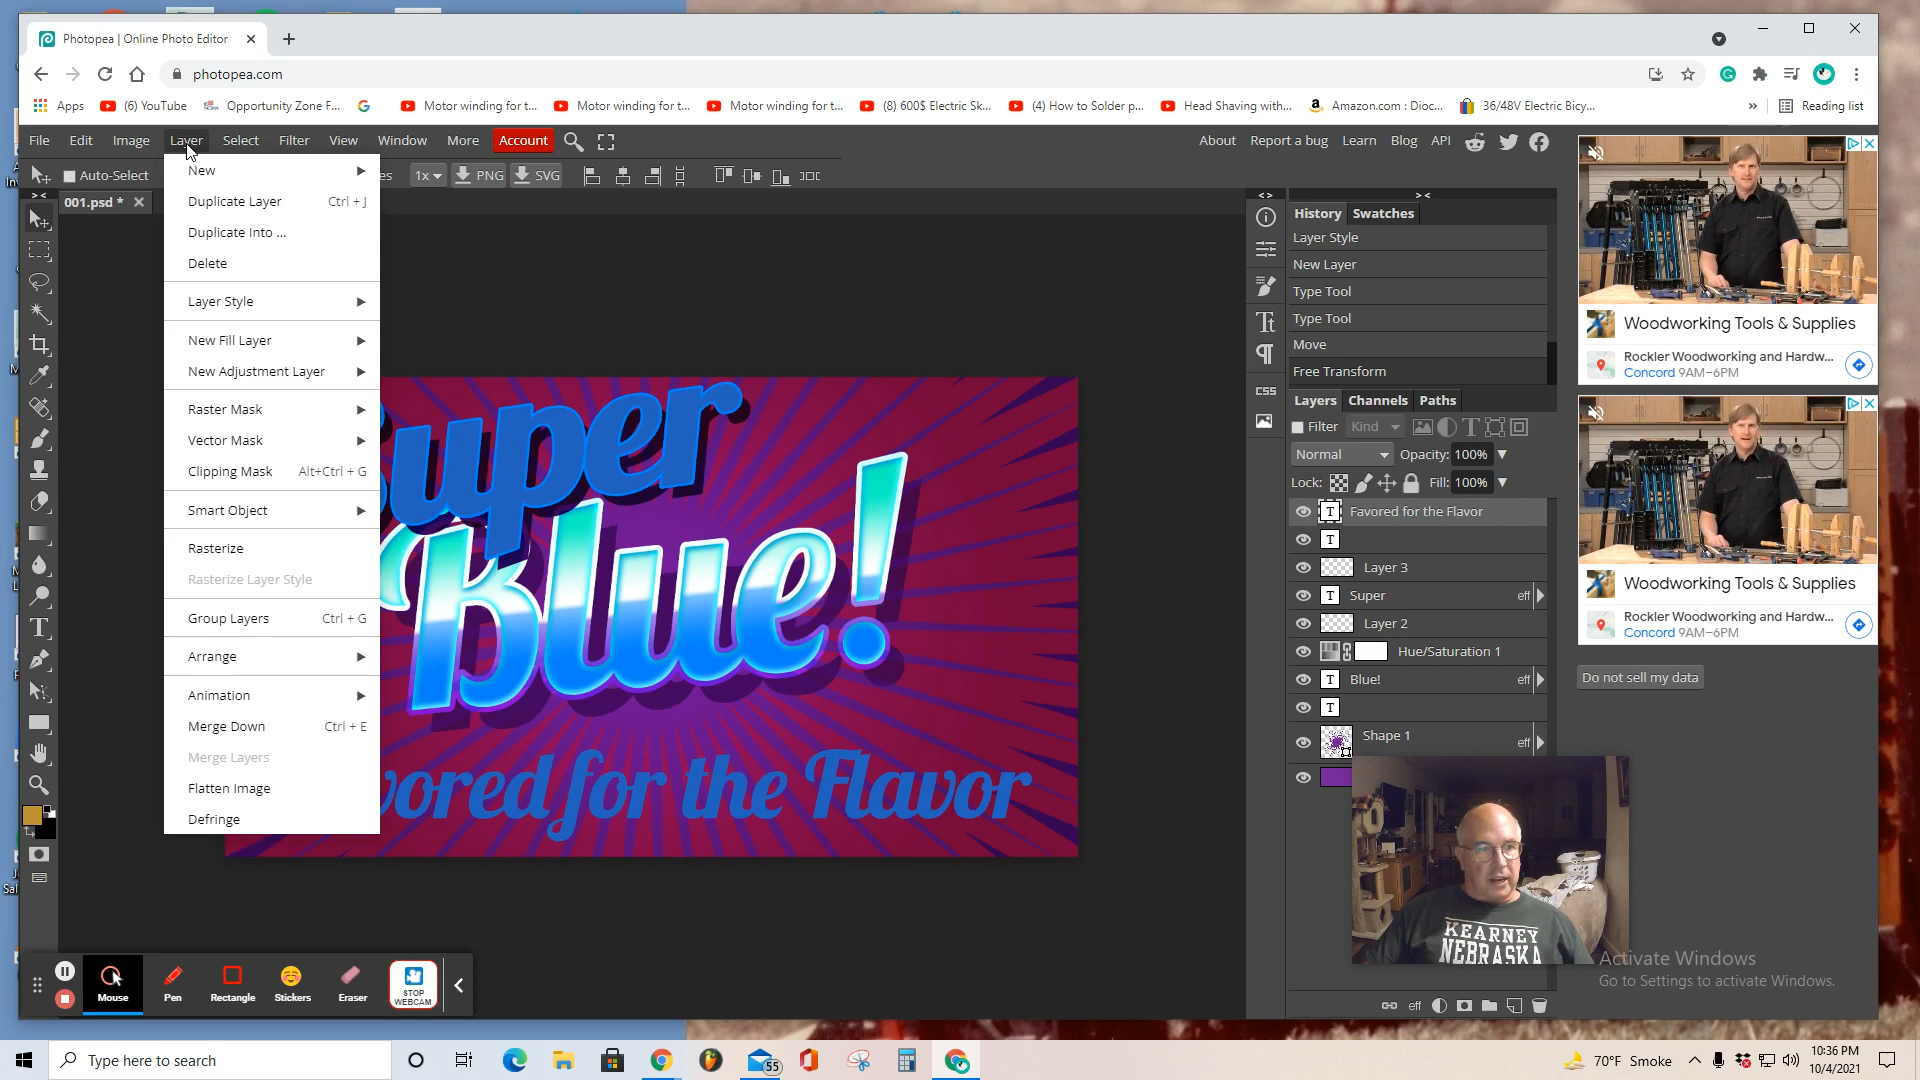 Photopea | Online Photo Editor
photopea.com
Apps
(6) YouTube
Opportunity Zone F...
Motor winding for t...
Motor winding for t...
Motor winding for t...
(8) 600$ Electric Sk...
(4) How to Solder p...
Head Shaving with...
Amazon.com : Dioc...
36/48V Electric Bicy...
Reading list
File Edit Image Layer Select Filter View Window More Account
About Report a bug Learn Blog API
Auto-Select
1x PNG SVG
001.psd *
New
Duplicate Layer Ctrl + J
Duplicate Into ...
Delete
Layer Style
New Fill Layer
New Adjustment Layer
Raster Mask
Vector Mask
Clipping Mask Alt+Ctrl + G
Smart Object
Rasterize
Rasterize Layer Style
Group Layers Ctrl + G
Arrange
Animation
Merge Down Ctrl + E
Merge Layers
Flatten Image
Defringe
Super
Blue!
vored for the Flavor
History Swatches
Layer Style
New Layer
Type Tool
Type Tool
Move
Free Transform
CSS
Layers Channels Paths
Filter Kind
Normal Opacity: 100%
Lock: Fill: 100%
T Favored for the Flavor
T
Layer 3
T Super eff
Layer 2
Hue/Saturation 1
T Blue! eff
T
Shape 1
eff
eff
Woodworking Tools & Supplies
Rockler Woodworking and Hardw...
Concord 9AM–6PM
Woodworking Tools & Supplies
Rockler Woodworking and Hardw...
Concord 9AM–6PM
Do not sell my data
KEARNEY
NEBRASKA
Activate Windows
Go to Settings to activate Windows.
Mouse
Pen
Rectangle
Stickers
Eraser
STOP
WEBCAM
Type here to search
55
70°F Smoke
10:36 PM
10/4/2021